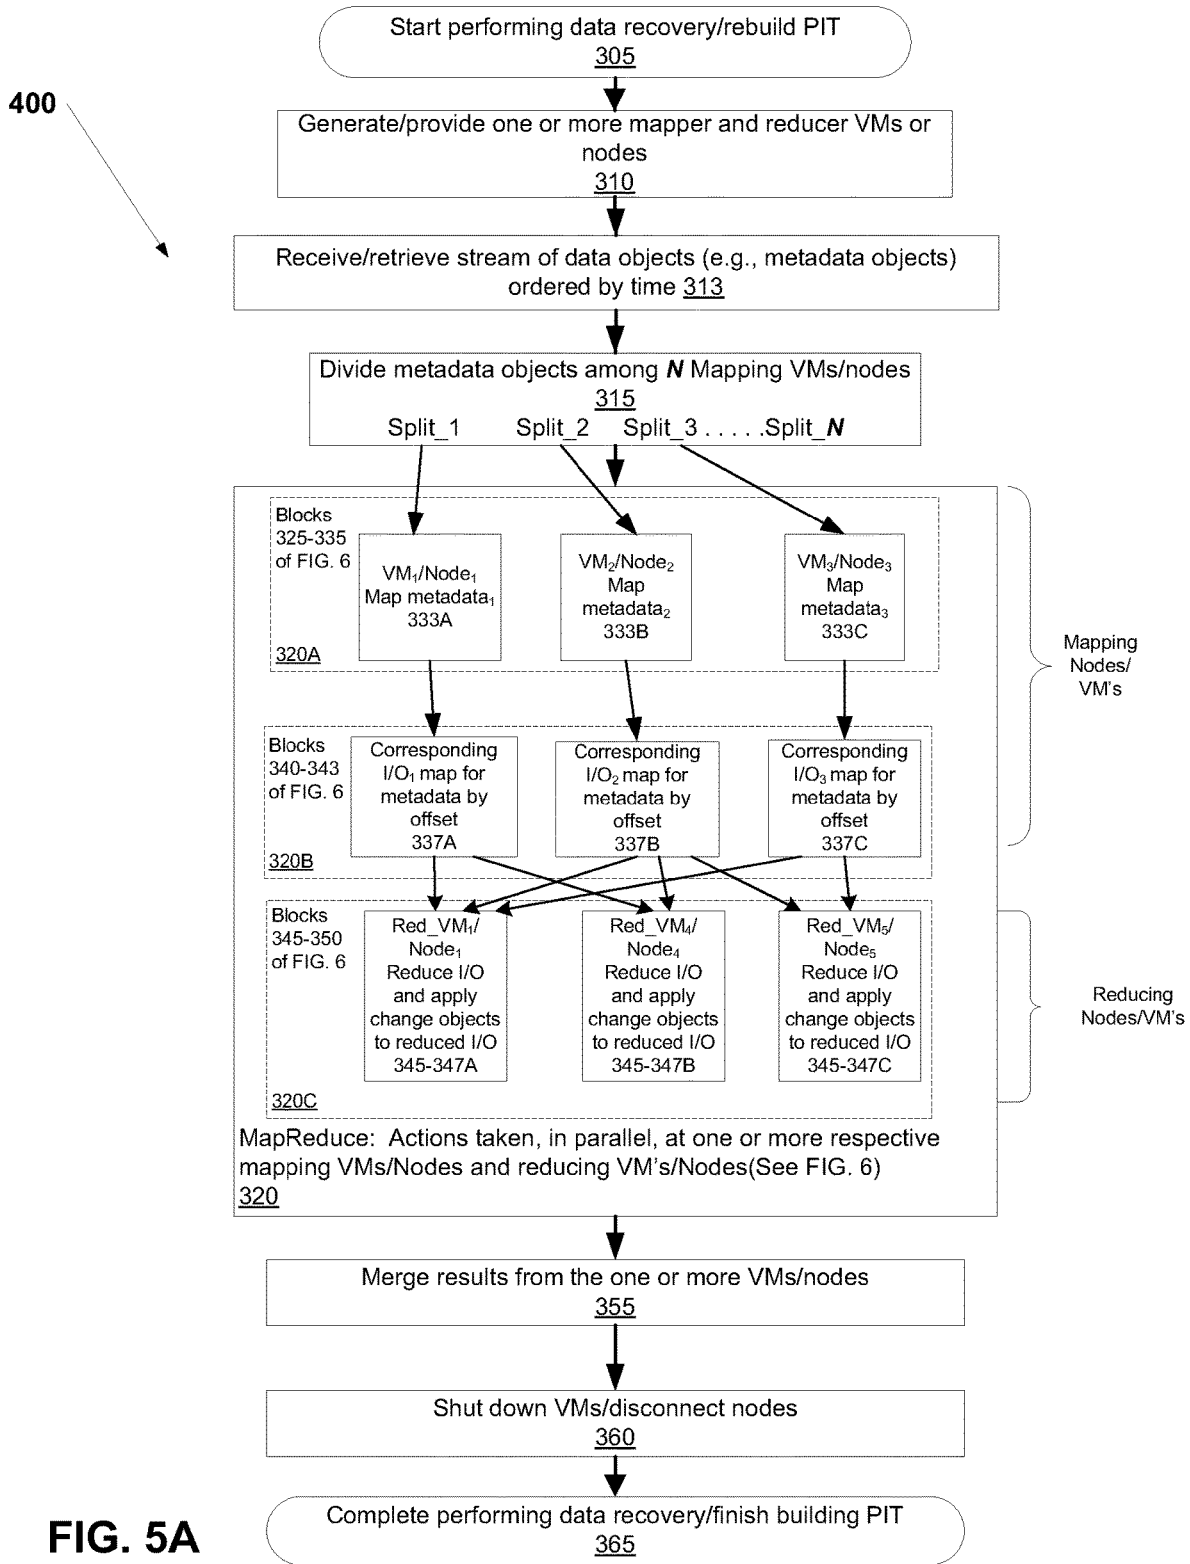 Start performing data recovery/rebuild PIT
305
400
Generate/provide one or more mapper and reducer VMs or
nodes
310
Receive/retrieve stream of data objects (e.g., metadata objects)
ordered by time 313
Divide metadata objects among N Mapping VMs/nodes
315
Split_1 Split_2 Split_3 . . . . .Split_N
Blocks
325-335
of FIG. 6
VM₁/Node₁
Map metadata₁
333A
VM₂/Node₂
Map
metadata₂
333B
VM₃/Node₃
Map
metadata₃
333C
320A
Mapping
Nodes/
VM's
Blocks
340-343
of FIG. 6
Corresponding
I/O₁ map for
metadata by
offset
337A
Corresponding
I/O₂ map for
metadata by
offset
337B
Corresponding
I/O₃ map for
metadata by
offset
337C
320B
Blocks
345-350
of FIG. 6
Red_VM₁/
Node₁
Reduce I/O
and apply
change objects
to reduced I/O
345-347A
Red_VM₄/
Node₄
Reduce I/O
and apply
change objects
to reduced I/O
345-347B
Red_VM₅/
Node₅
Reduce I/O
and apply
change objects
to reduced I/O
345-347C
320C
Reducing
Nodes/VM's
MapReduce: Actions taken, in parallel, at one or more respective
mapping VMs/Nodes and reducing VM's/Nodes(See FIG. 6)
320
Merge results from the one or more VMs/nodes
355
Shut down VMs/disconnect nodes
360
Complete performing data recovery/finish building PIT
365
FIG. 5A